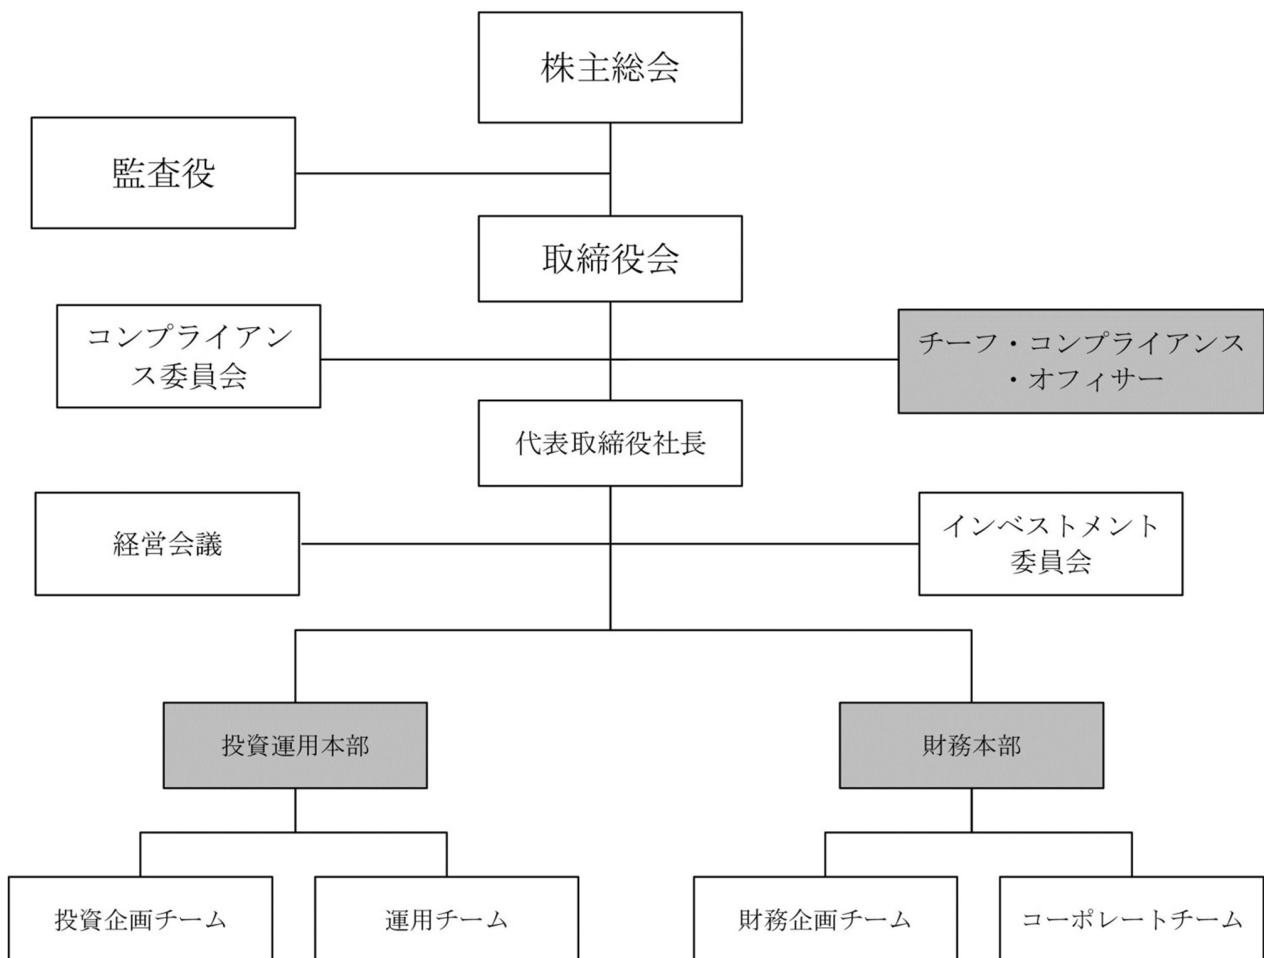 株主総会
監査役
取締役会
コンプライアン
ス委員会
チーフ・コンプライアンス
・オフィサー
代表取締役社長
経営会議
インベストメント
委員会
投資運用本部
財務本部
投資企画チーム
運用チーム
財務企画チーム
コーポレートチーム